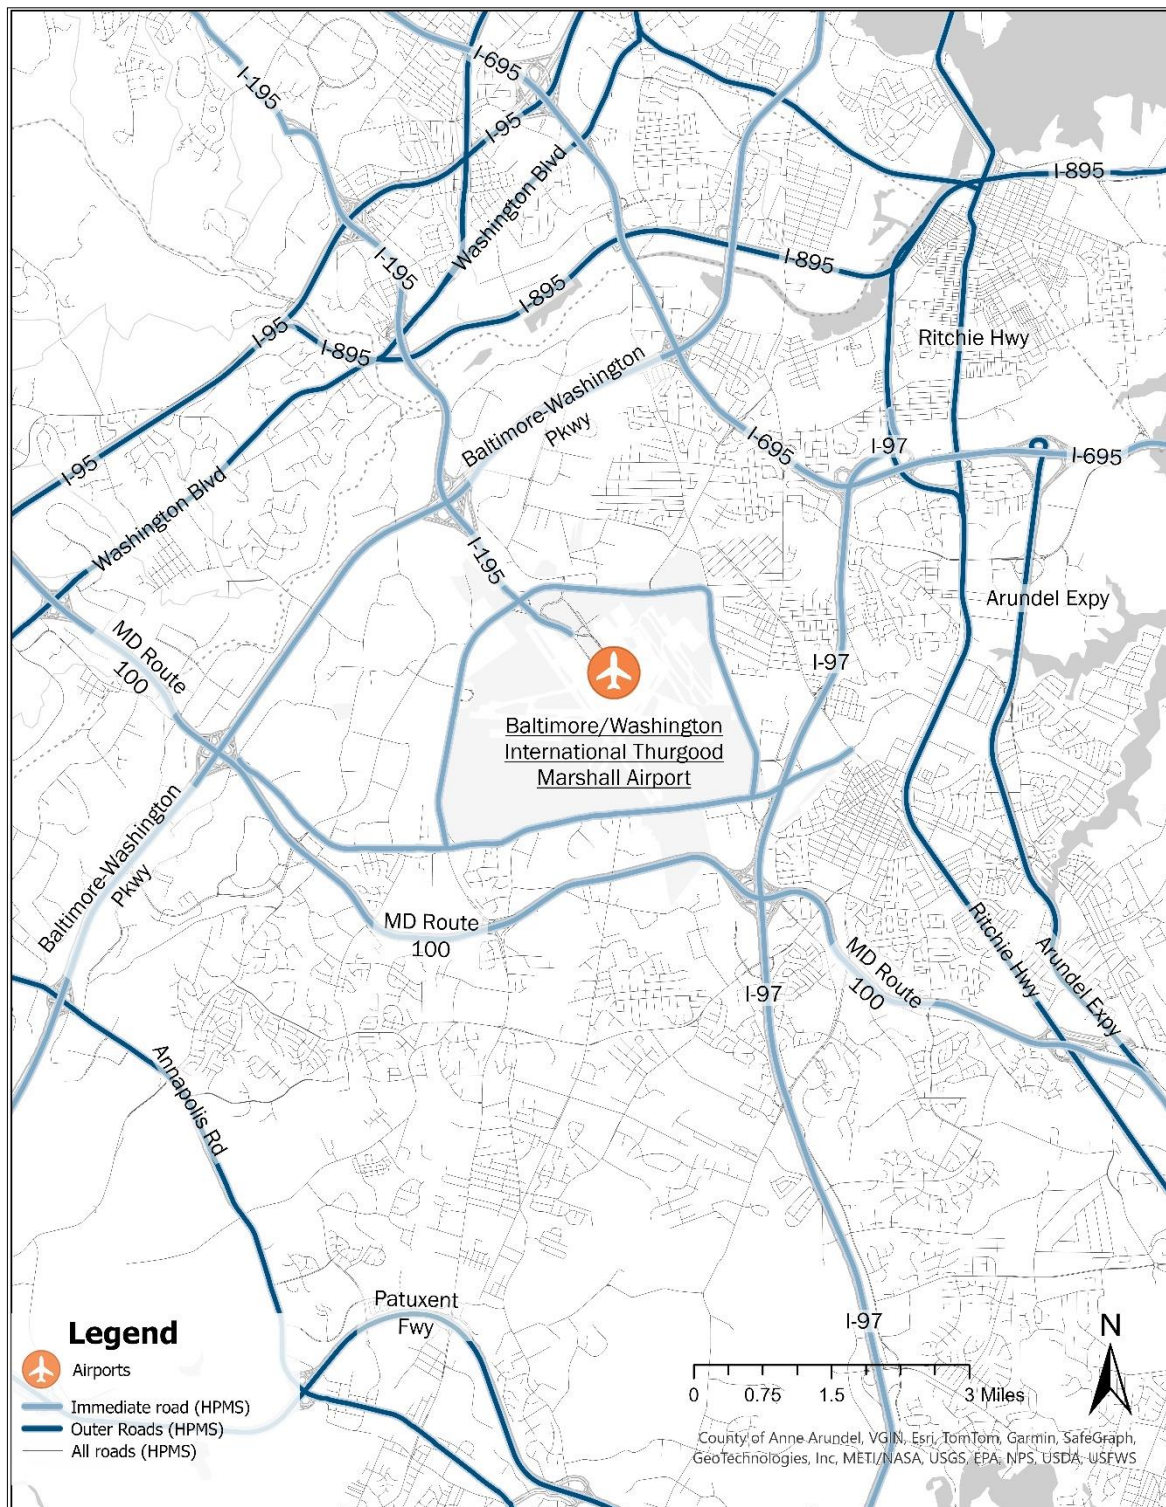 I-695
I-195
I-95
Washington Blvd
I-895
I-195
I-895
I-895
I-95
I-895
Ritchie Hwy
Baltimore-Washington
Pkwy
I-695
I-97
I-695
I-95
Washington Blvd
I-195
Arundel Expy
MD Route
100
I-97
Baltimore/Washington
International Thurgood
Marshall Airport
Baltimore-Washington
Pkwy
MD Route
100
Ritchie Hwy
Arundel Expy
MD Route
100
I-97
Annapolis Rd
Patuxent
Fwy
I-97
N
Legend
Airports
Immediate road (HPMS)
Outer Roads (HPMS)
All roads (HPMS)
0 0.75 1.5 3 Miles
County of Anne Arundel, VGIN, Esri, TomTom, Garmin, SafeGraph,
GeoTechnologies, Inc, METI/NASA, USGS, EPA, NPS, USDA, USFWS